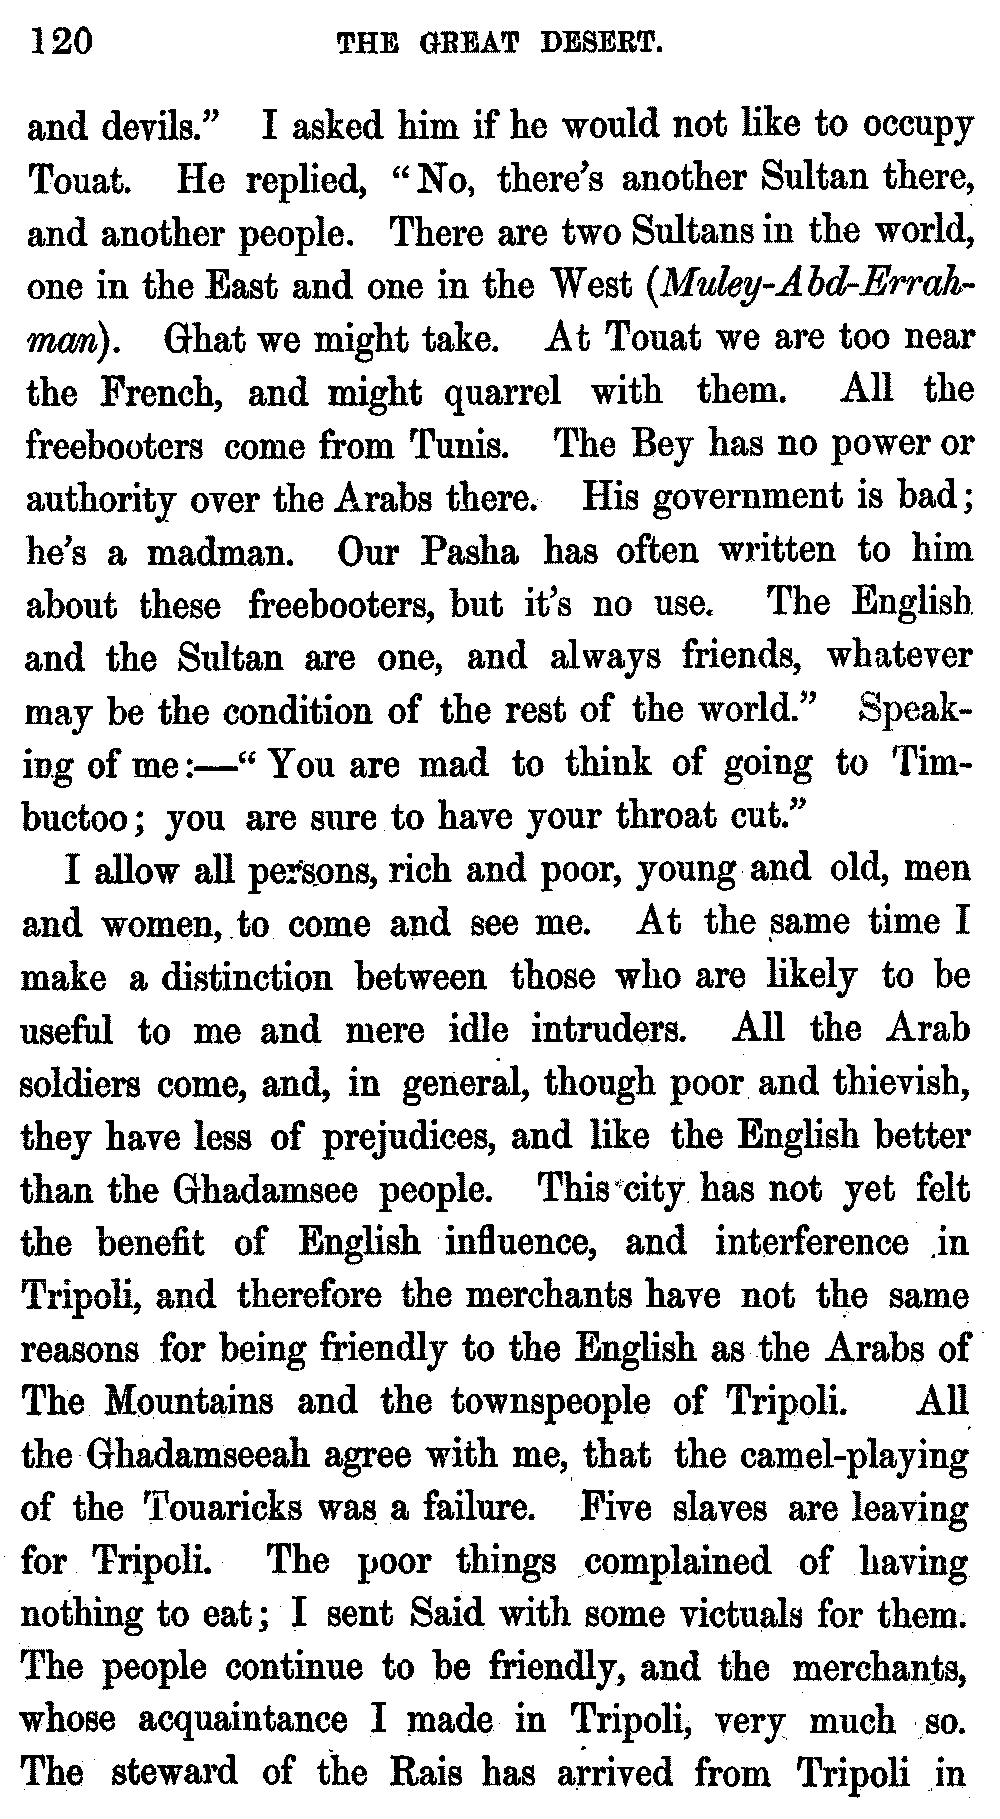 120 THE GREAT DESERT.
and devils.” I asked him if he would not like to occupy
Touat. He replied, “No, there’s another Sultan there,
and another people. There are two Sultans in the world,
one in the East and one in the West (Muley-Abd-Errah-
man). Ghat we might take. At Touat we are too near
the French, and might quarrel with them. All the
freebooters come from Tunis. The Bey has no power or
authority over the Arabs there. His government is bad;
he’s a madman. Our Pasha has often written to him
about these freebooters, but it’s no use. The English
and the Sultan are one, and always friends, whatever
may be the condition of the rest of the world.” Speak-
ing of me:—“You are mad to think of going to Tim-
buctoo; you are sure to have your throat cut.”
I allow all persons, rich and poor, young and old, men
and women, to come and see me. At the same time I
make a distinction between those who are likely to be
useful to me and mere idle intruders. All the Arab
soldiers come, and, in general, though poor and thievish,
they have less of prejudices, and like the English better
than the Ghadamsee people. This city has not yet felt
the benefit of English influence, and interference in
Tripoli, and therefore the merchants have not the same
reasons for being friendly to the English as the Arabs of
The Mountains and the townspeople of Tripoli. All
the Ghadamseeah agree with me, that the camel-playing
of the Touaricks was a failure. Five slaves are leaving
for Tripoli. The poor things complained of having
nothing to eat; I sent Said with some victuals for them.
The people continue to be friendly, and the merchants,
whose acquaintance I made in Tripoli, very much so.
The steward of the Rais has arrived from Tripoli in